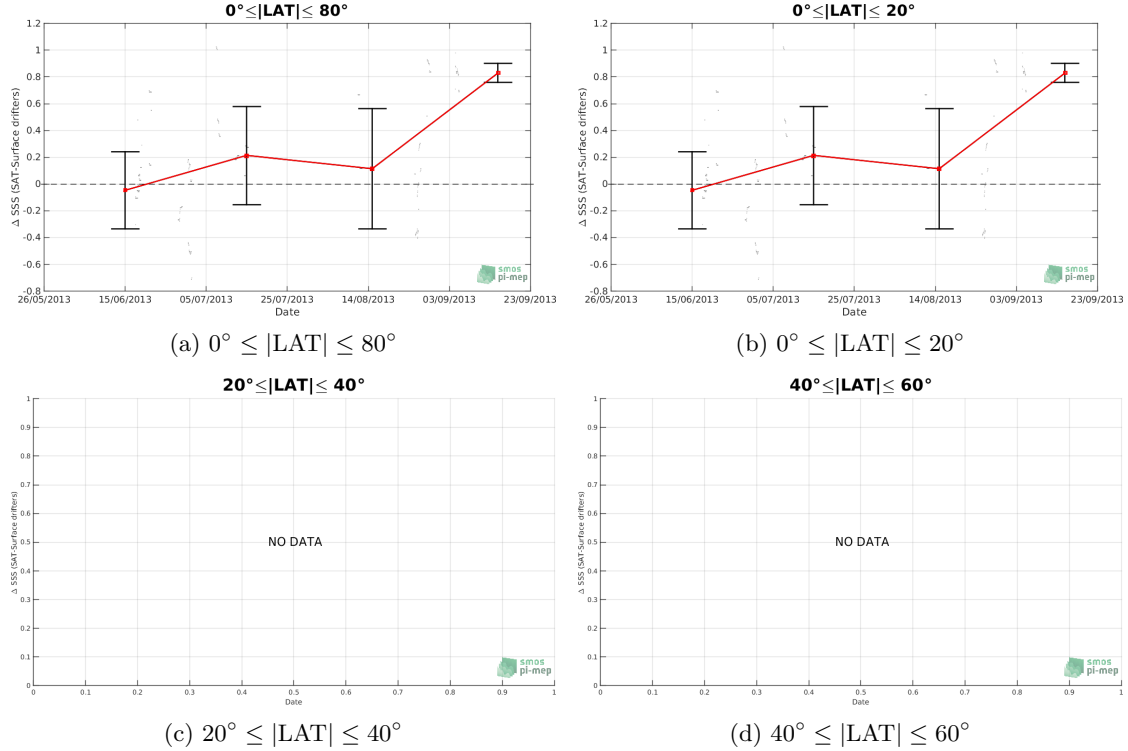 0°≤|LAT|≤ 80°
1.2
1
0.8
0.6
0.4
0.2
0
-0.2
-0.4
-0.6
-0.8
Δ SSS (SAT-Surface drifters)
26/05/2013 15/06/2013 05/07/2013 25/07/2013 14/08/2013 03/09/2013 23/09/2013
Date
smos
pi-mep
(a) 0° ≤ |LAT| ≤ 80°
0°≤|LAT|≤ 20°
1.2
1
0.8
0.6
0.4
0.2
0
-0.2
-0.4
-0.6
-0.8
Δ SSS (SAT-Surface drifters)
26/05/2013 15/06/2013 05/07/2013 25/07/2013 14/08/2013 03/09/2013 23/09/2013
Date
smos
pi-mep
(b) 0° ≤ |LAT| ≤ 20°
20°≤|LAT|≤ 40°
1
0.9
0.8
0.7
0.6
0.5
0.4
0.3
0.2
0.1
0
Δ SSS (SAT-Surface drifters)
NO DATA
0 0.1 0.2 0.3 0.4 0.5 0.6 0.7 0.8 0.9 1
Date
smos
pi-mep
(c) 20° ≤ |LAT| ≤ 40°
40°≤|LAT|≤ 60°
1
0.9
0.8
0.7
0.6
0.5
0.4
0.3
0.2
0.1
0
Δ SSS (SAT-Surface drifters)
NO DATA
0 0.1 0.2 0.3 0.4 0.5 0.6 0.7 0.8 0.9 1
Date
smos
pi-mep
(d) 40° ≤ |LAT| ≤ 60°